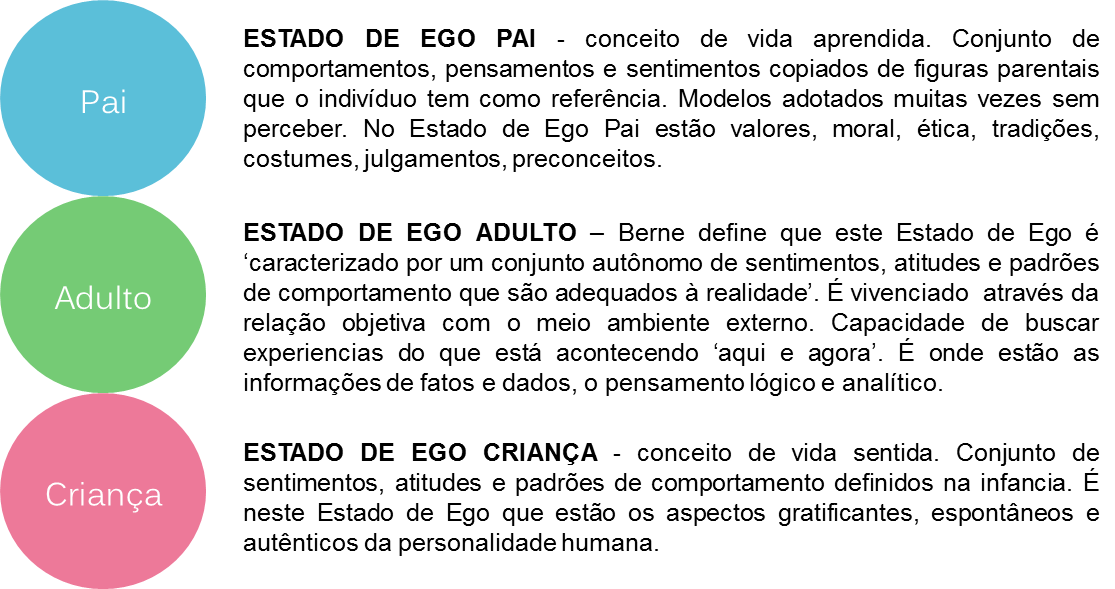 Pai
ESTADO DE EGO PAI - conceito de vida aprendida. Conjunto de
comportamentos, pensamentos e sentimentos copiados de figuras parentais
que o indivíduo tem como referência. Modelos adotados muitas vezes sem
perceber. No Estado de Ego Pai estão valores, moral, ética, tradições,
costumes, julgamentos, preconceitos.
Adulto
ESTADO DE EGO ADULTO – Berne define que este Estado de Ego é
‘caracterizado por um conjunto autônomo de sentimentos, atitudes e padrões
de comportamento que são adequados à realidade’. É vivenciado através da
relação objetiva com o meio ambiente externo. Capacidade de buscar
experiencias do que está acontecendo ‘aqui e agora’. É onde estão as
informações de fatos e dados, o pensamento lógico e analítico.
Criança
ESTADO DE EGO CRIANÇA - conceito de vida sentida. Conjunto de
sentimentos, atitudes e padrões de comportamento definidos na infancia. É
neste Estado de Ego que estão os aspectos gratificantes, espontâneos e
autênticos da personalidade humana.